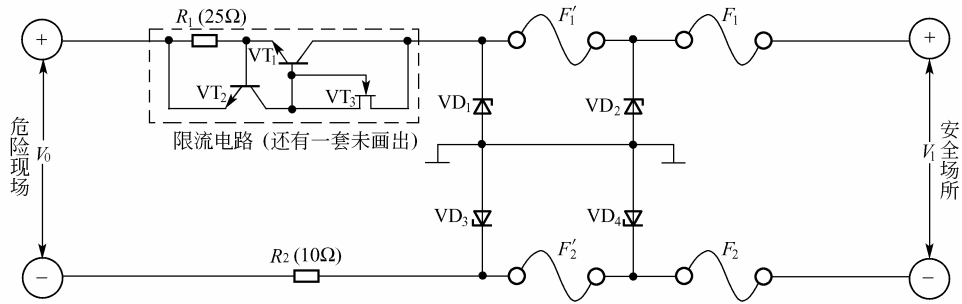 R₁ (25Ω)
F₁′
F₁
+
+
VT₁
VT₂
VT₃
VD₁
VD₂
限流电路（还有一套未画出）
危险现场
V₀
V₁
安全场所
VD₃
VD₄
R₂ (10Ω)
F₂′
F₂
−
−